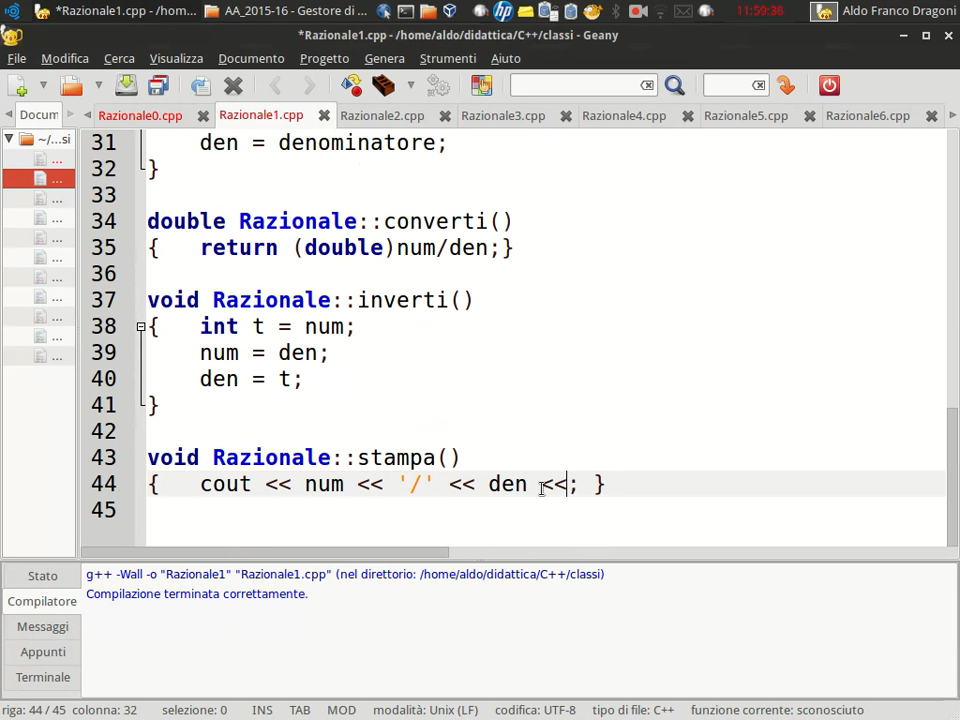 *Razionale1.cpp - /hom...
AA_2015-16 - Gestore di ...
11:59:38
Aldo Franco Dragoni
*Razionale1.cpp - /home/aldo/didattica/C++/classi - Geany
File Modifica Cerca Visualizza Documento Progetto Genera Strumenti Aiuto
Docum
Razionale0.cpp Razionale1.cpp Razionale2.cpp Razionale3.cpp Razionale4.cpp Razionale5.cpp Razionale6.cpp
~/...si
...
...
...
...
...
...
...
...
...
...
...
31 den = denominatore;
32 }
33
34 double Razionale::converti()
35 { return (double)num/den;}
36
37 void Razionale::inverti()
38 { int t = num;
39 num = den;
40 den = t;
41 }
42
43 void Razionale::stampa()
44 { cout << num << '/' << den <<; }
45
Stato
Compilatore
Messaggi
Appunti
Terminale
g++ -Wall -o "Razionale1" "Razionale1.cpp" (nel direttorio: /home/aldo/didattica/C++/classi)
Compilazione terminata correttamente.
riga: 44 / 45 colonna: 32 selezione: 0 INS TAB MOD modalità: Unix (LF) codifica: UTF-8 tipo di file: C++ funzione corrente: sconosciuto